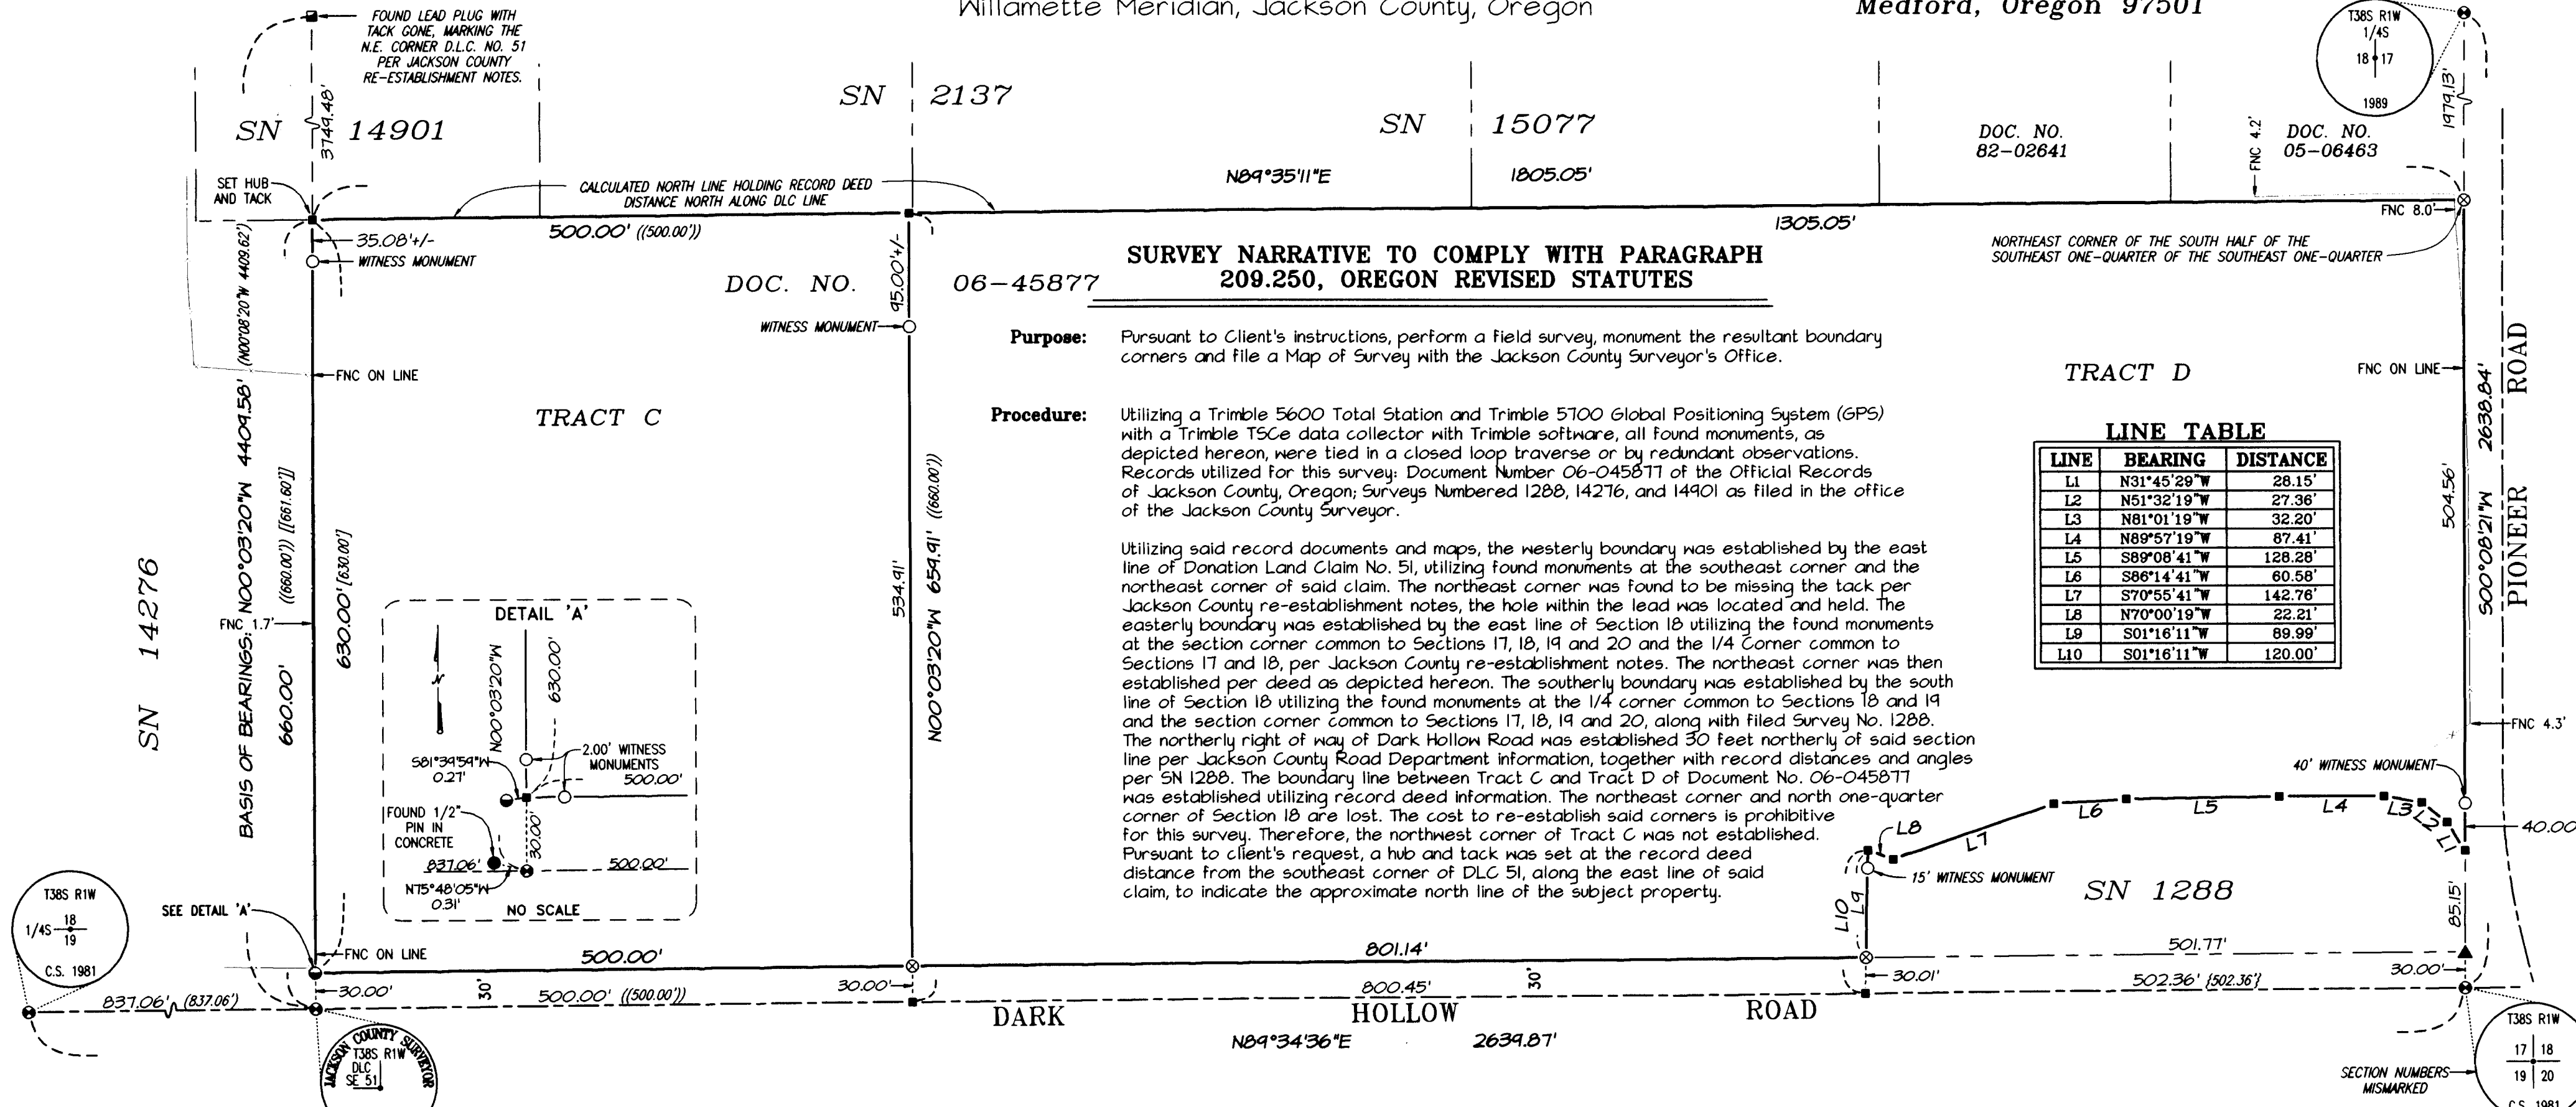 Willamette Meridian, Jackson County, Oregon
Medford, Oregon 97501
FOUND LEAD PLUG WITH
TACK GONE, MARKING THE
N.E. CORNER D.L.C. NO. 51
PER JACKSON COUNTY
RE-ESTABLISHMENT NOTES.
T38S R1W
1/4S
18 17
1989
3749.48'
1979.13'
SN 14901
SN 2137
SN 15077
DOC. NO.
82-02641
FNC 4.2'
DOC. NO.
05-06463
SET HUB
AND TACK
CALCULATED NORTH LINE HOLDING RECORD DEED
DISTANCE NORTH ALONG DLC LINE
N89°35'11"E 1805.05'
500.00' ((500.00'))
1305.05'
FNC 8.0'
35.08'+/-
WITNESS MONUMENT
NORTHEAST CORNER OF THE SOUTH HALF OF THE
SOUTHEAST ONE-QUARTER OF THE SOUTHEAST ONE-QUARTER
DOC. NO. 06-45877
95.00'+/-
WITNESS MONUMENT
SURVEY NARRATIVE TO COMPLY WITH PARAGRAPH
209.250, OREGON REVISED STATUTES
Purpose: Pursuant to Client's instructions, perform a field survey, monument the resultant boundary
corners and file a Map of Survey with the Jackson County Surveyor's Office.
Procedure: Utilizing a Trimble 5600 Total Station and Trimble 5700 Global Positioning System (GPS)
with a Trimble TSCe data collector with Trimble software, all found monuments, as
depicted hereon, were tied in a closed loop traverse or by redundant observations.
Records utilized for this survey: Document Number 06-045877 of the Official Records
of Jackson County, Oregon; Surveys Numbered 1288, 14276, and 14901 as filed in the office
of the Jackson County Surveyor.
Utilizing said record documents and maps, the westerly boundary was established by the east
line of Donation Land Claim No. 51, utilizing found monuments at the southeast corner and the
northeast corner of said claim. The northeast corner was found to be missing the tack per
Jackson County re-establishment notes, the hole within the lead was located and held. The
easterly boundary was established by the east line of Section 18 utilizing the found monuments
at the section corner common to Sections 17, 18, 19 and 20 and the 1/4 Corner common to
Sections 17 and 18, per Jackson County re-establishment notes. The northeast corner was then
established per deed as depicted hereon. The southerly boundary was established by the south
line of Section 18 utilizing the found monuments at the 1/4 corner common to Sections 18 and 19
and the section corner common to Sections 17, 18, 19 and 20, along with filed Survey No. 1288.
The northerly right of way of Dark Hollow Road was established 30 feet northerly of said section
line per Jackson County Road Department information, together with record distances and angles
per SN 1288. The boundary line between Tract C and Tract D of Document No. 06-045877
was established utilizing record deed information. The northeast corner and north one-quarter
corner of Section 18 are lost. The cost to re-establish said corners is prohibitive
for this survey. Therefore, the northwest corner of Tract C was not established.
Pursuant to client's request, a hub and tack was set at the record deed
distance from the southeast corner of DLC 51, along the east line of said
claim, to indicate the approximate north line of the subject property.
FNC ON LINE
TRACT C
TRACT D
FNC ON LINE
LINE TABLE
LINE BEARING DISTANCE
L1 N31°45'29"W 28.15'
L2 N51°32'19"W 27.36'
L3 N81°01'19"W 32.20'
L4 N89°57'19"W 87.41'
L5 S89°08'41"W 128.28'
L6 S86°14'41"W 60.58'
L7 S70°55'41"W 142.76'
L8 N70°00'19"W 22.21'
L9 S01°16'11"W 89.99'
L10 S01°16'11"W 120.00'
SN 14276
BASIS OF BEARINGS: N00°03'20"W 4409.58' (N00°08'20"W 4409.62')
660.00' ((660.00')) [[661.60']]
630.00' [630.00']
FNC 1.7'
534.91'
N00°03'20"W 659.91' ((660.00'))
504.56'
S00°08'21"W 2638.84'
PIONEER ROAD
FNC 4.3'
DETAIL 'A'
N
N00°03'20"W
630.00'
2.00' WITNESS
MONUMENTS
S81°39'59"W
0.27'
500.00'
FOUND 1/2"
PIN IN
CONCRETE
30.00'
837.06'
500.00'
N75°48'05"W
0.31'
NO SCALE
40' WITNESS MONUMENT
L6
L5
L4
L3
L2
L1
40.00
L8
L7
15' WITNESS MONUMENT
L10
L9
SN 1288
85.15'
T38S R1W
1/4S 18
19
C.S. 1981
SEE DETAIL 'A'
FNC ON LINE
500.00'
801.14'
501.77'
30.00'
30'
30.00'
30'
30.01'
30.00'
837.06' (837.06')
500.00' ((500.00'))
800.45'
502.36' {502.36'}
DARK HOLLOW ROAD
N89°34'36"E 2639.87'
JACKSON COUNTY SURVEYOR
T38S R1W
DLC
SE 51
SECTION NUMBERS
MISMARKED
T38S R1W
17 18
19 20
C.S. 1981